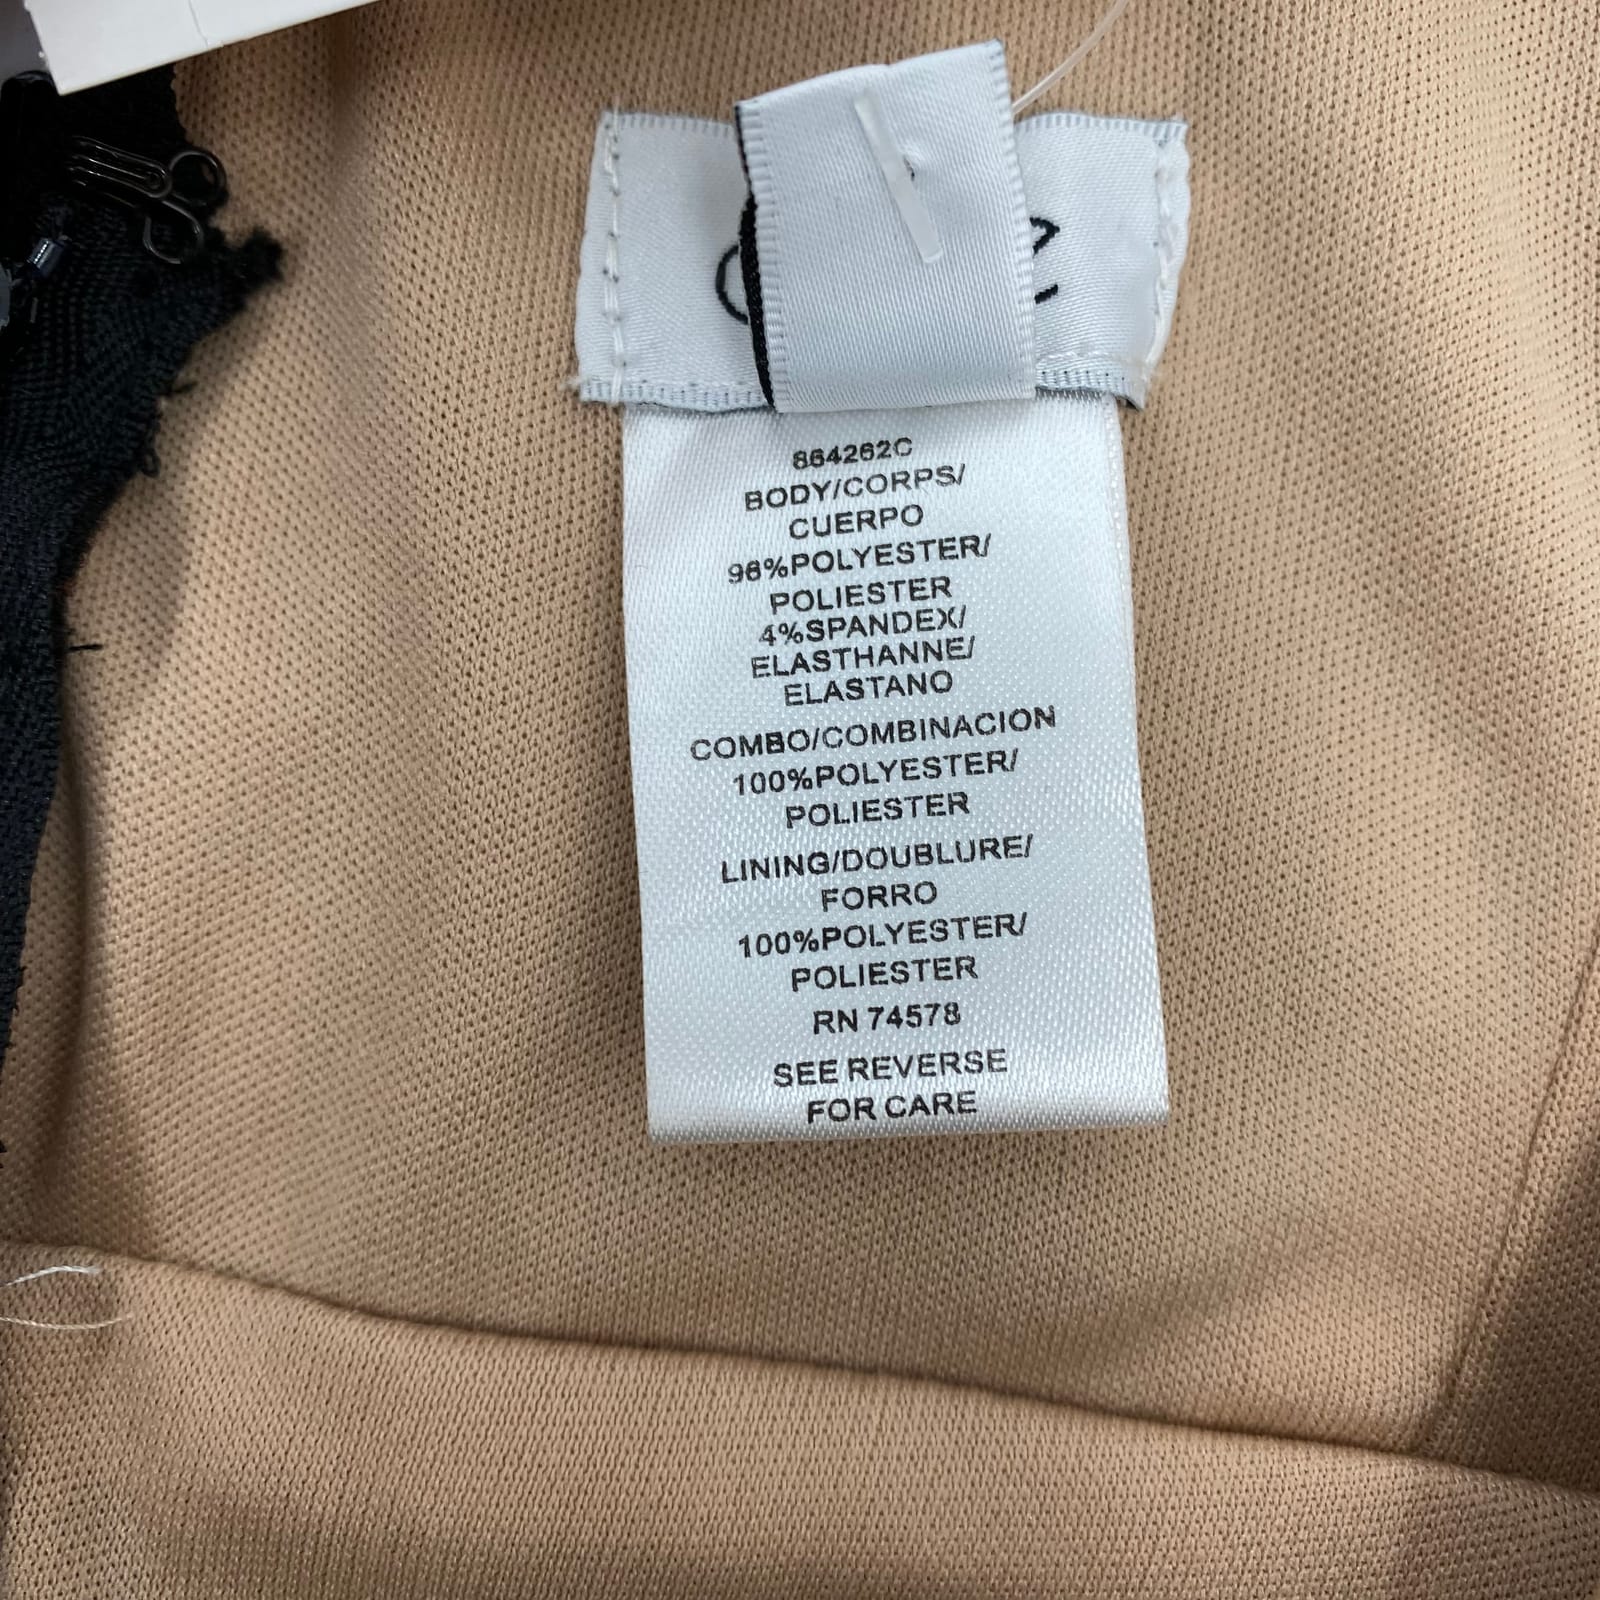 864262C
BODY/CORPS/
CUERPO
96%POLYESTER/
POLIESTER
4%SPANDEX/
ELASTHANNE/
ELASTANO
COMBO/COMBINACION
100%POLYESTER/
POLIESTER
LINING/DOUBLURE/
FORRO
100%POLYESTER/
POLIESTER
RN 74578
SEE REVERSE
FOR CARE